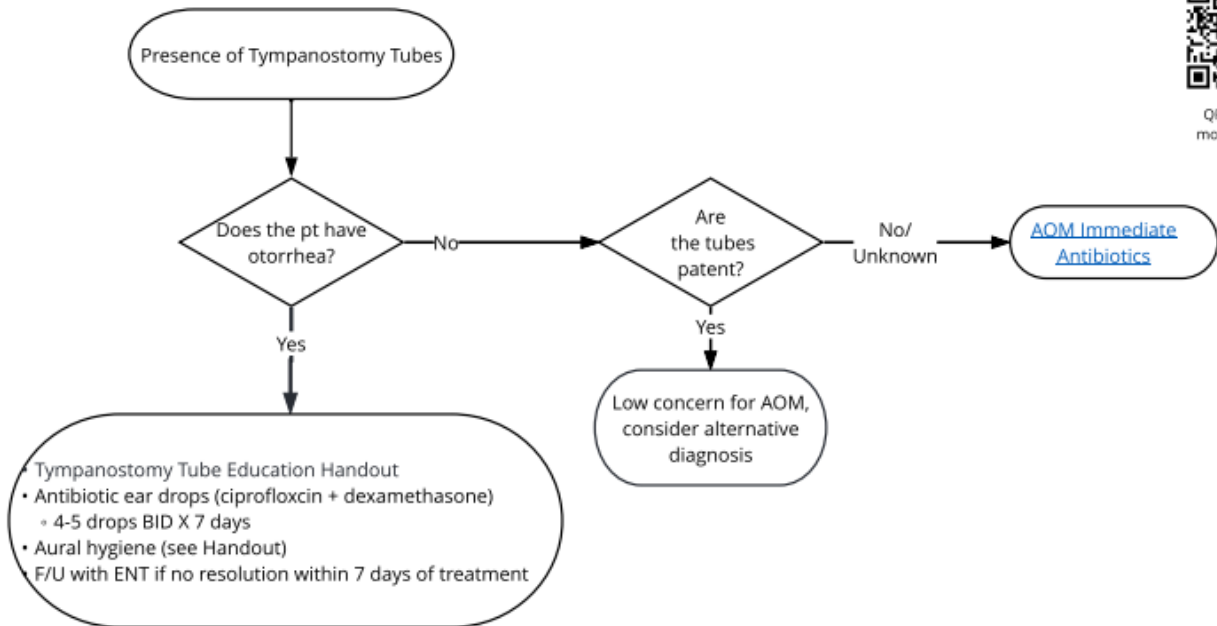 Presence of Tympanostomy Tubes
Does the pt have
otorrhea?
No
Are
the tubes
patent?
No/
Unknown
AOM Immediate
Antibiotics
Yes
Yes
Low concern for AOM,
consider alternative
diagnosis
• Tympanostomy Tube Education Handout
• Antibiotic ear drops (ciprofloxcin + dexamethasone)
◦ 4-5 drops BID X 7 days
• Aural hygiene (see Handout)
• F/U with ENT if no resolution within 7 days of treatment